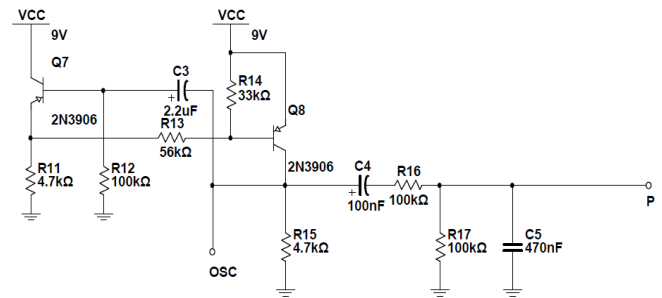 VCC
9V
Q7
2N3906
C3
+
2.2uF
R13
56kΩ
VCC
9V
R14
33kΩ
Q8
2N3906
R11
4.7kΩ
R12
100kΩ
OSC
R15
4.7kΩ
C4
+
100nF
R16
100kΩ
R17
100kΩ
C5
470nF
P